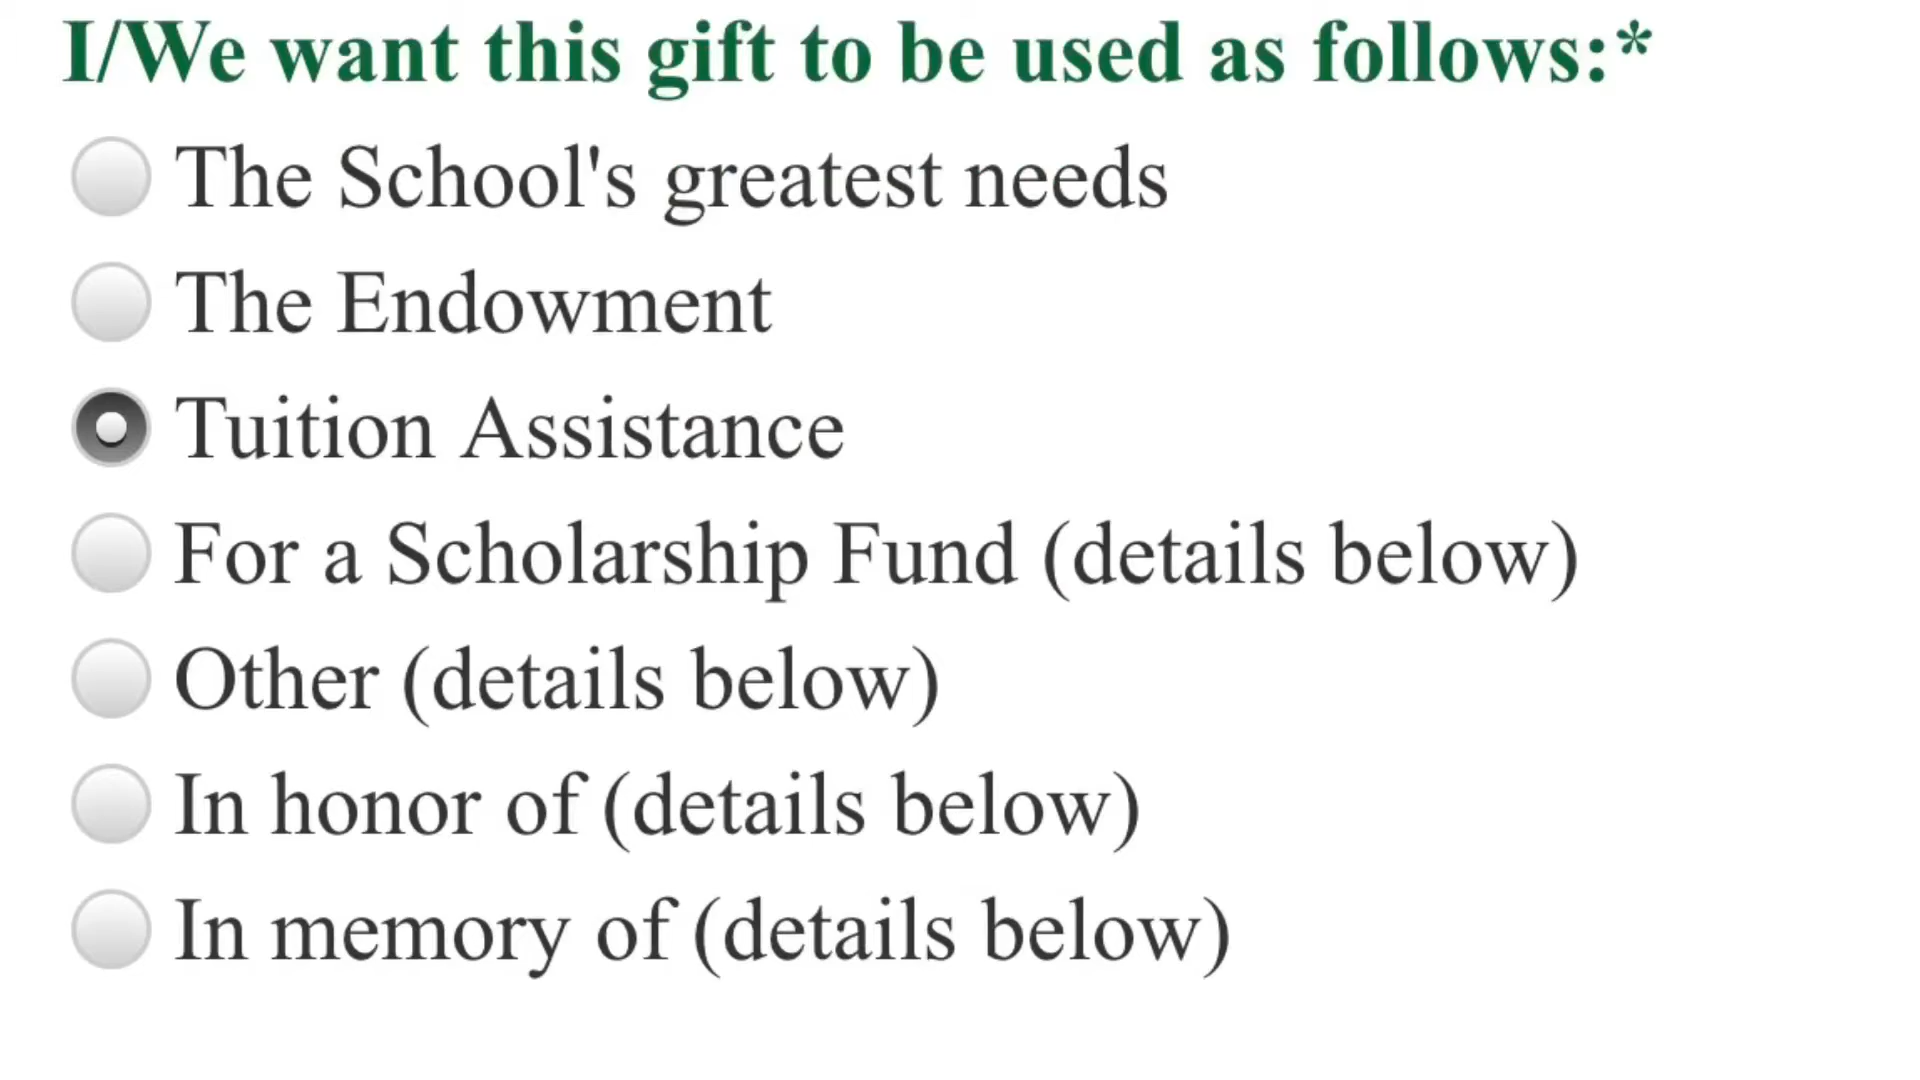 I/We want this gift to be used as follows:*
The School's greatest needs
The Endowment
Tuition Assistance
For a Scholarship Fund (details below)
Other (details below)
In honor of (details below)
In memory of (details below)